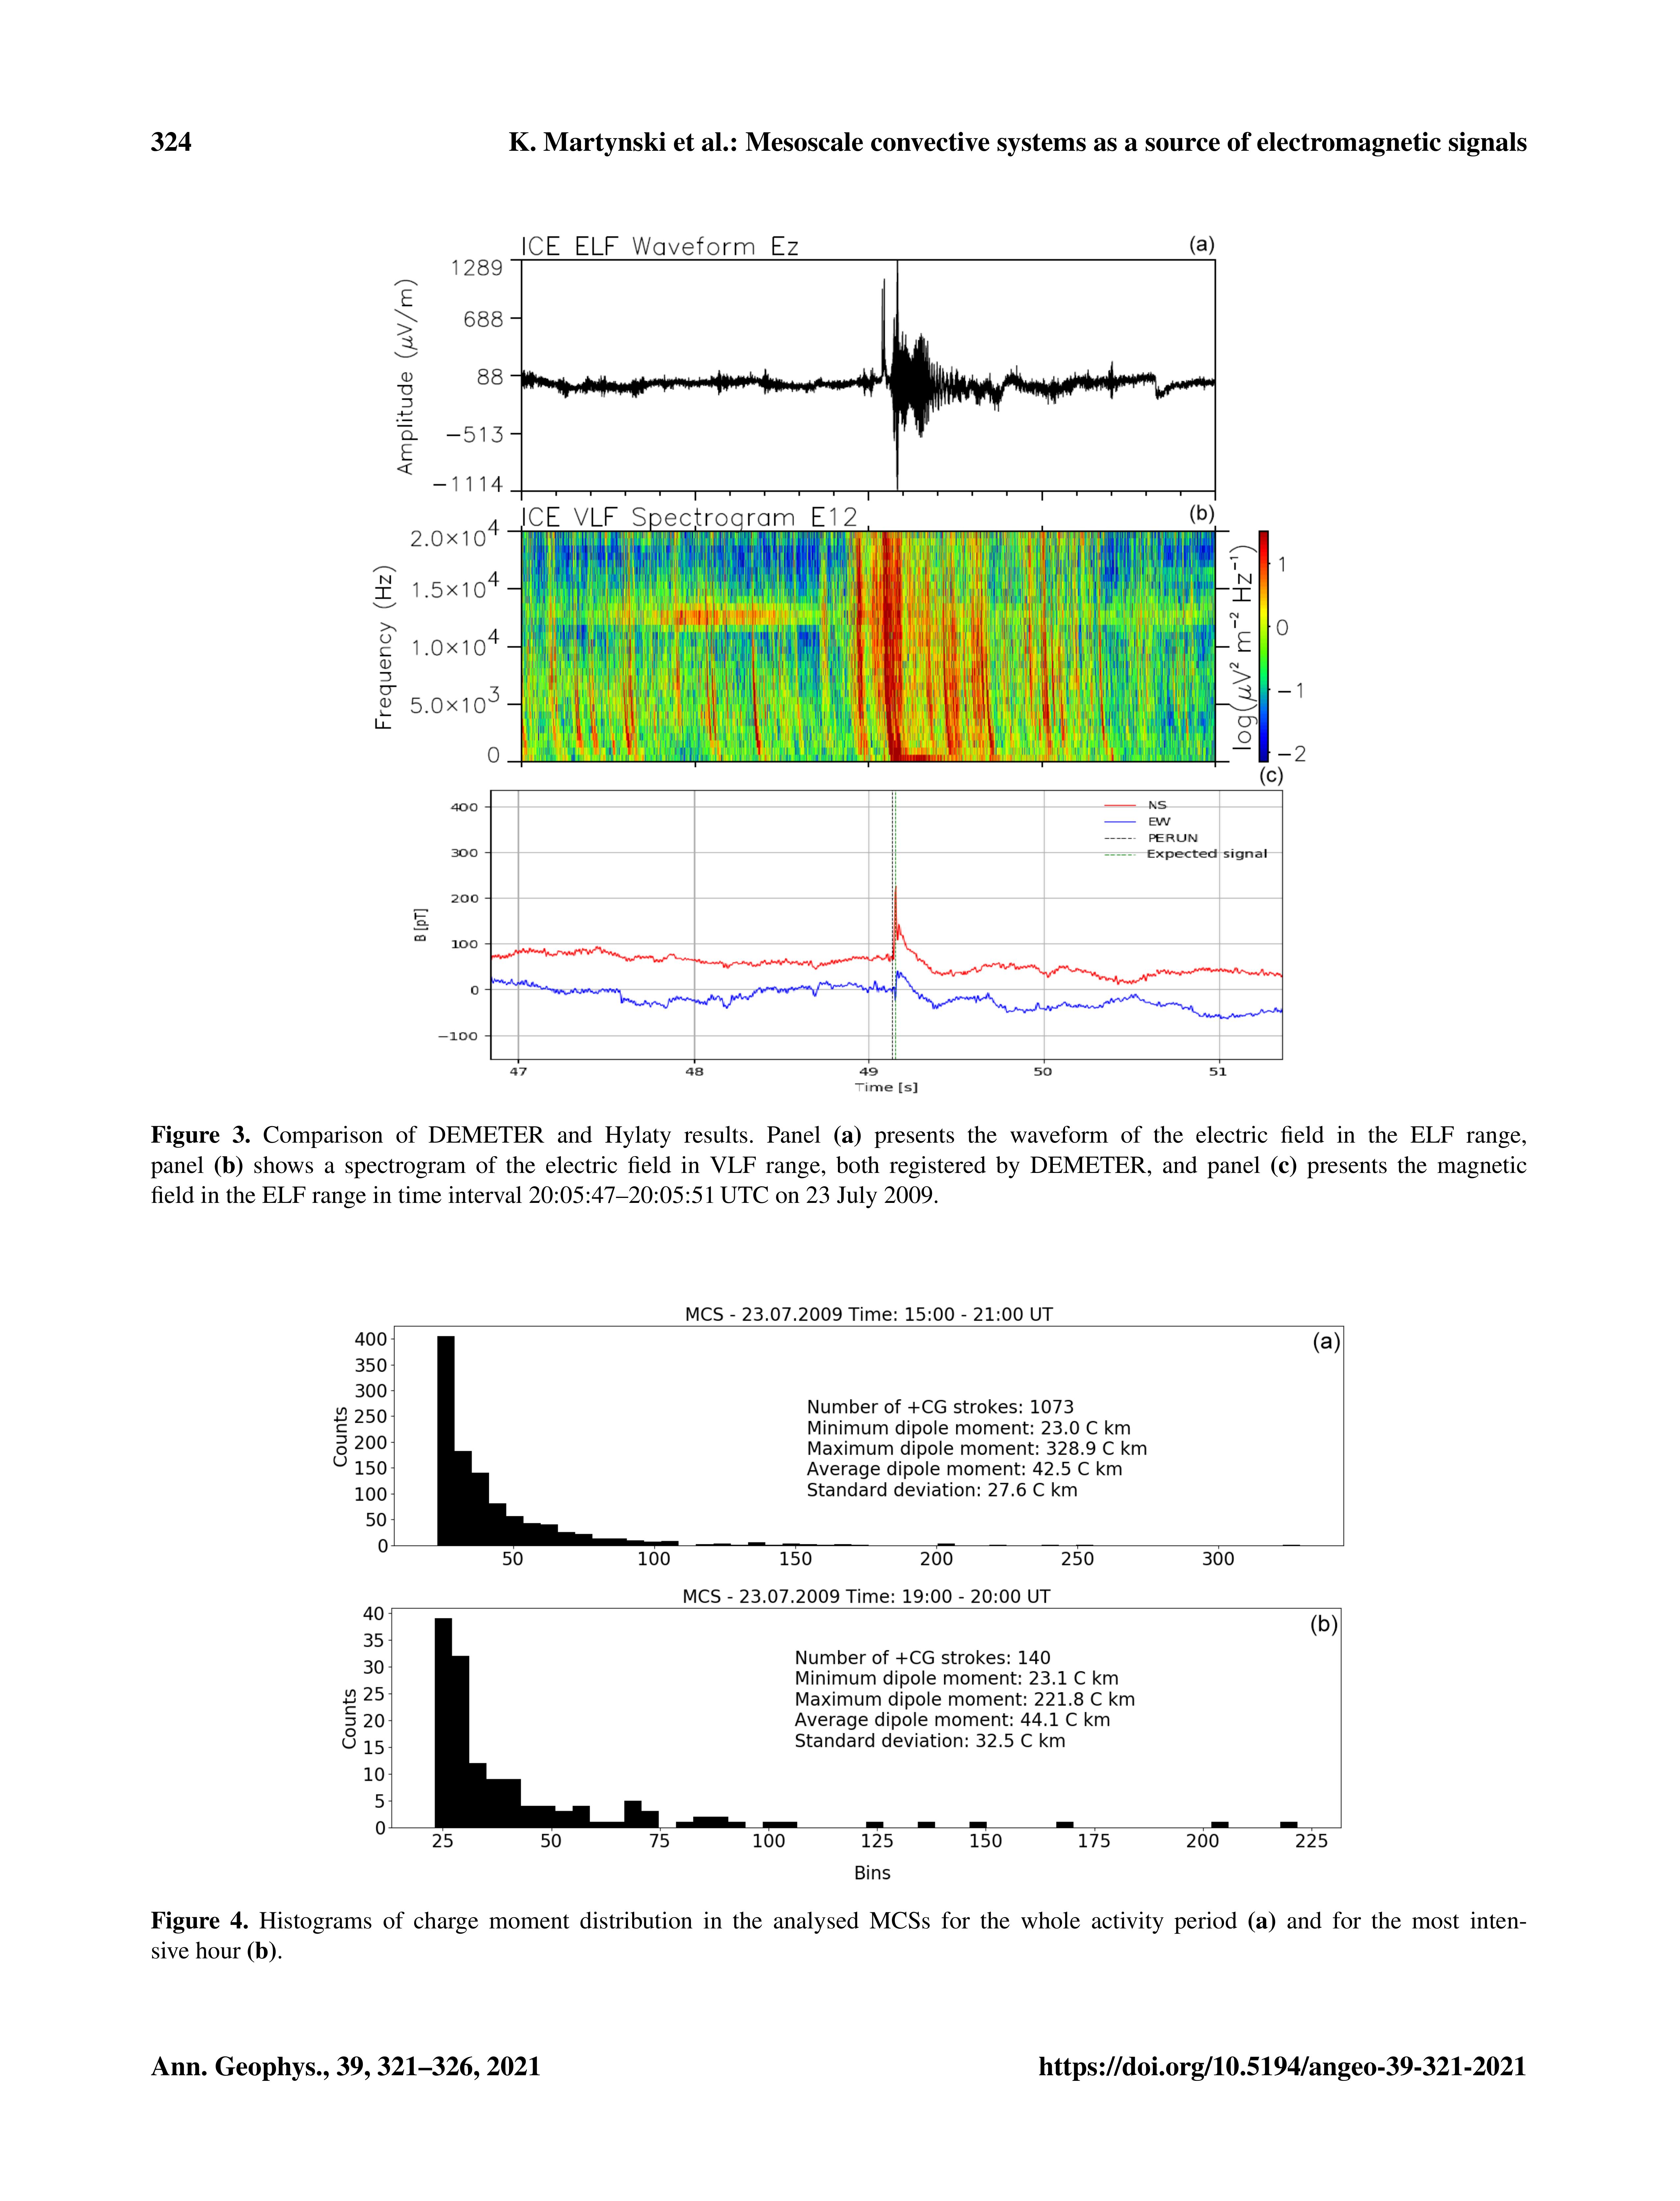 324
K. Martynski et al.: Mesoscale convective systems as a source of electromagnetic signals
ICE ELF Waveform Ez
(a)
1289
688
88
−513
−1114
Amplitude (μV/m)
ICE VLF Spectrogram E12
(b)
2.0×10⁴
1.5×10⁴
1.0×10⁴
5.0×10³
0
Frequency (Hz)
1
0
−1
−2
log(μV² m⁻² Hz⁻¹)
(c)
400
300
200
100
0
−100
B [pT]
NS
EW
PERUN
Expected signal
47 48 49 50 51
Time [s]
Figure 3. Comparison of DEMETER and Hylaty results. Panel (a) presents the waveform of the electric field in the ELF range,
panel (b) shows a spectrogram of the electric field in VLF range, both registered by DEMETER, and panel (c) presents the magnetic
field in the ELF range in time interval 20:05:47–20:05:51 UTC on 23 July 2009.
MCS - 23.07.2009 Time: 15:00 - 21:00 UT
(a)
400
350
300
250
200
150
100
50
0
Counts
Number of +CG strokes: 1073
Minimum dipole moment: 23.0 C km
Maximum dipole moment: 328.9 C km
Average dipole moment: 42.5 C km
Standard deviation: 27.6 C km
50 100 150 200 250 300
MCS - 23.07.2009 Time: 19:00 - 20:00 UT
(b)
40
35
30
25
20
15
10
5
0
Counts
Number of +CG strokes: 140
Minimum dipole moment: 23.1 C km
Maximum dipole moment: 221.8 C km
Average dipole moment: 44.1 C km
Standard deviation: 32.5 C km
25 50 75 100 125 150 175 200 225
Bins
Figure 4. Histograms of charge moment distribution in the analysed MCSs for the whole activity period (a) and for the most inten-
sive hour (b).
Ann. Geophys., 39, 321–326, 2021
https://doi.org/10.5194/angeo-39-321-2021